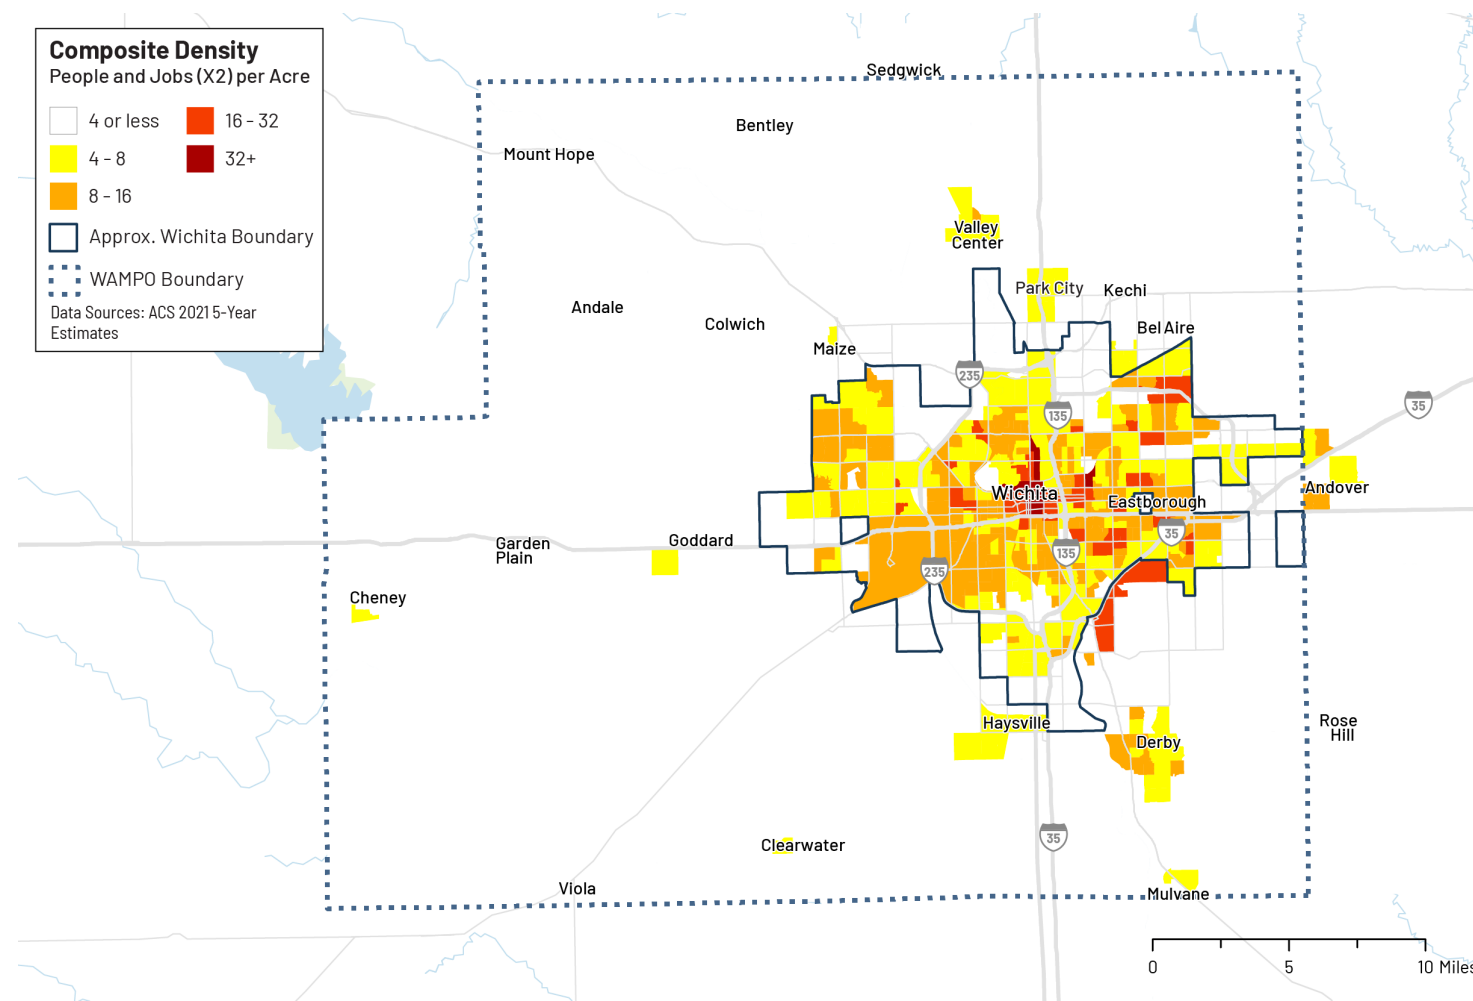 Composite Density
People and Jobs (X2) per Acre
4 or less
16 - 32
4 - 8
32+
8 - 16
Approx. Wichita Boundary
WAMPO Boundary
Data Sources: ACS 2021 5-Year
Estimates
Sedgwick
Bentley
Mount Hope
Valley
Center
Park City
Kechi
Andale
Colwich
Bel Aire
Maize
235
135
35
Wichita
Eastborough
Andover
35
Goddard
Garden
Plain
135
235
Cheney
Haysville
Rose
Hill
Derby
35
Clearwater
Viola
Mulvane
0
5
10 Miles